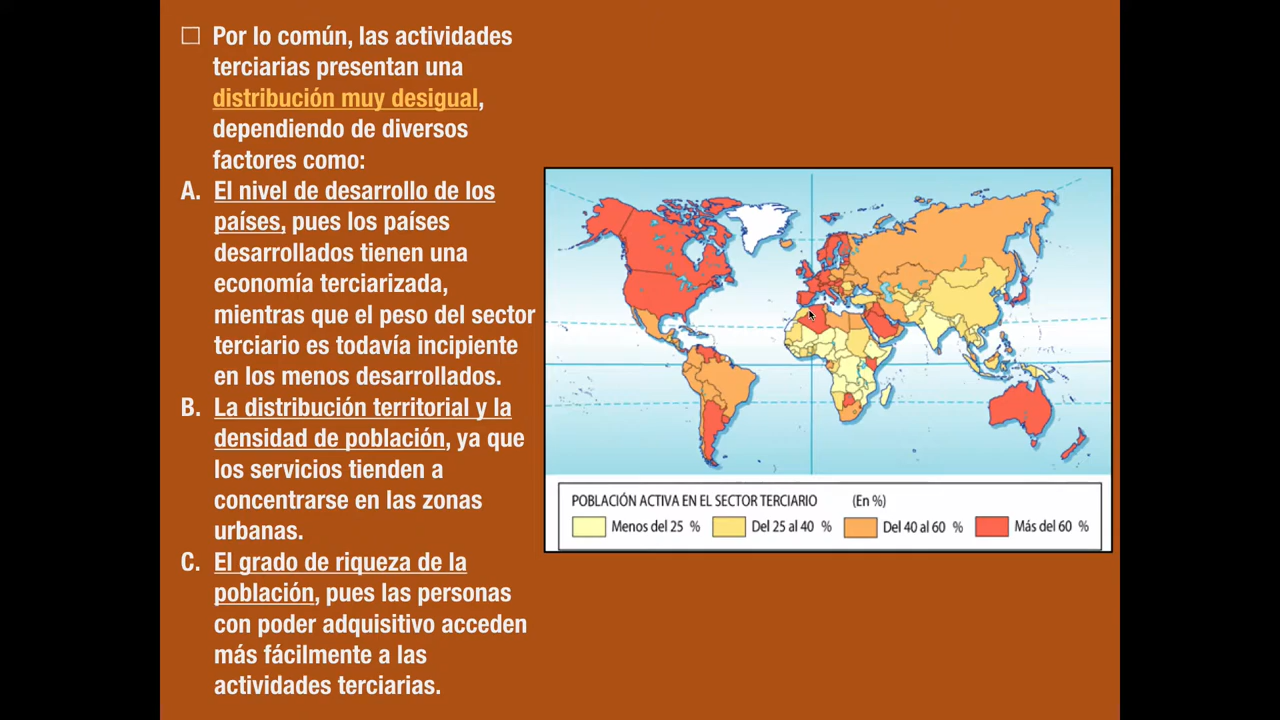 Por lo común, las actividades
terciarias presentan una
distribución muy desigual,
dependiendo de diversos
factores como:
A. El nivel de desarrollo de los
países, pues los países
desarrollados tienen una
economía terciarizada,
mientras que el peso del sector
terciario es todavía incipiente
en los menos desarrollados.
B. La distribución territorial y la
densidad de población, ya que
los servicios tienden a
concentrarse en las zonas
urbanas.
C. El grado de riqueza de la
población, pues las personas
con poder adquisitivo acceden
más fácilmente a las
actividades terciarias.
POBLACIÓN ACTIVA EN EL SECTOR TERCIARIO (En %)
Menos del 25 % Del 25 al 40 % Del 40 al 60 % Más del 60 %